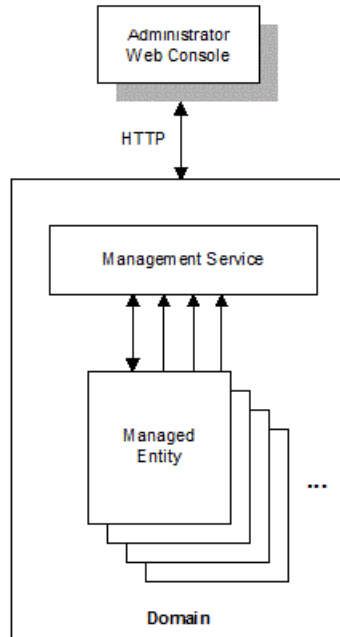 Administrator
Web Console
HTTP
Management Service
Managed
Entity
...
Domain